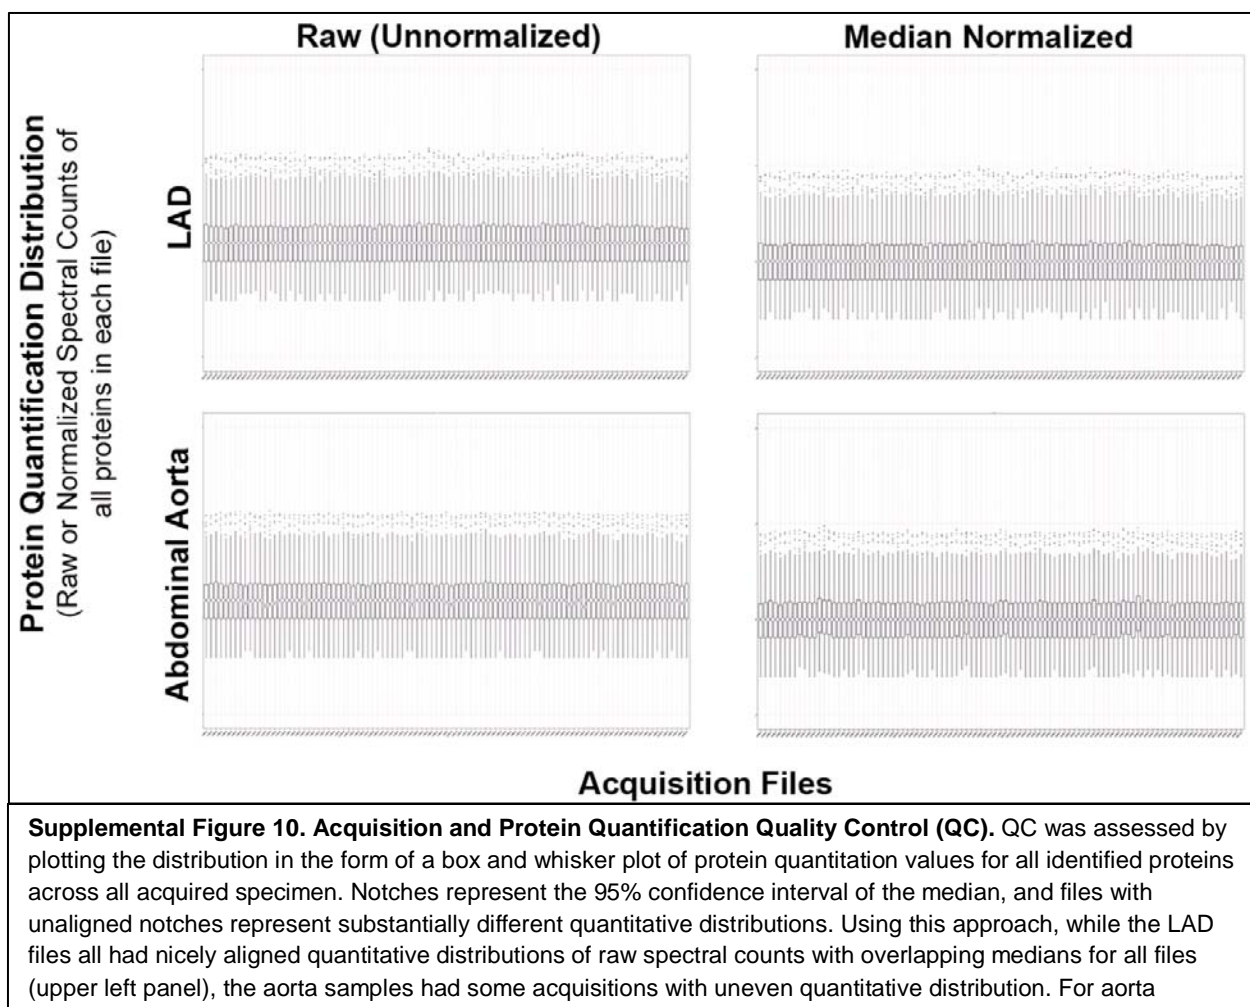 Raw (Unnormalized)
Median Normalized
Protein Quantification Distribution
(Raw or Normalized Spectral Counts of
all proteins in each file)
LAD
Abdominal Aorta
Acquisition Files
Supplemental Figure 10. Acquisition and Protein Quantification Quality Control (QC). QC was assessed by
plotting the distribution in the form of a box and whisker plot of protein quantitation values for all identified proteins
across all acquired specimen. Notches represent the 95% confidence interval of the median, and files with
unaligned notches represent substantially different quantitative distributions. Using this approach, while the LAD
files all had nicely aligned quantitative distributions of raw spectral counts with overlapping medians for all files
(upper left panel), the aorta samples had some acquisitions with uneven quantitative distribution. For aorta